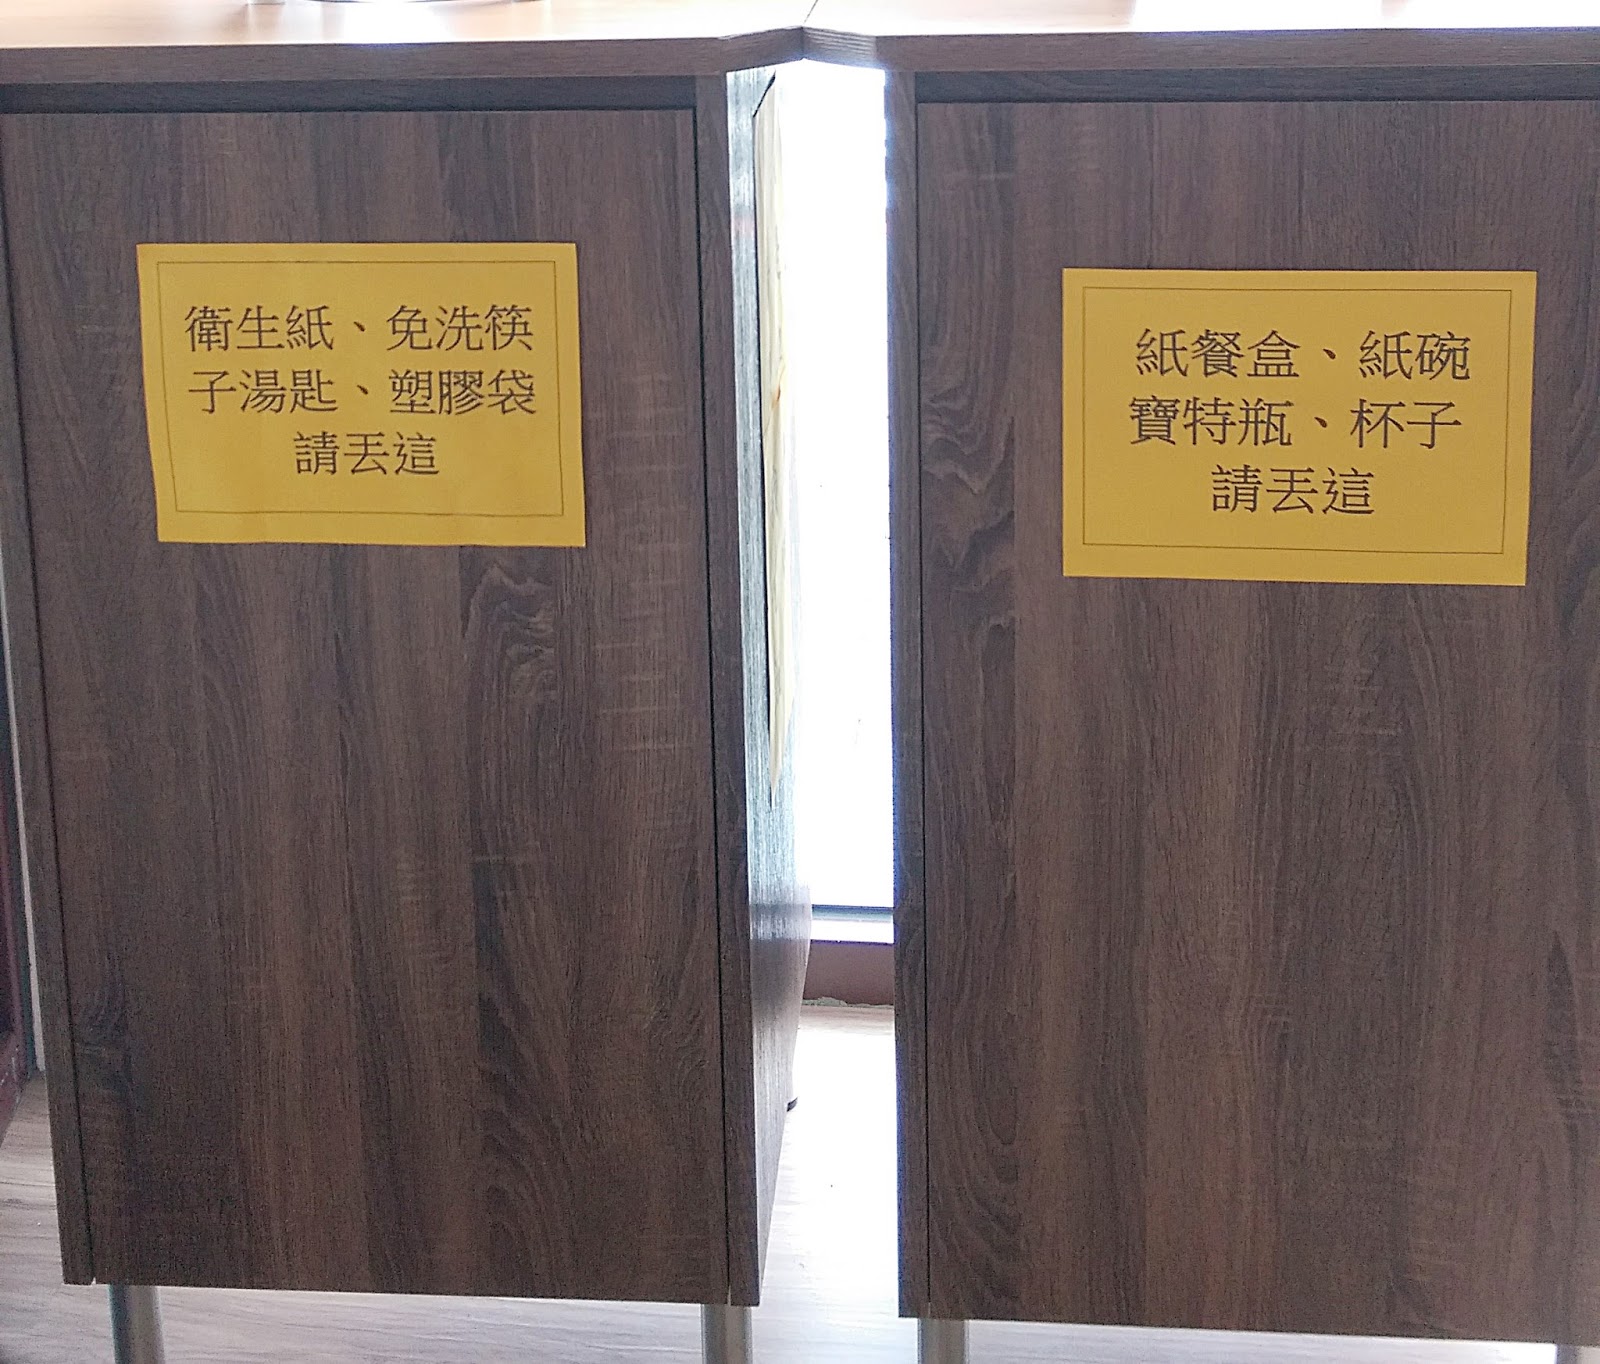 衛生紙、免洗筷
子湯匙、塑膠袋
請丟這
紙餐盒、紙碗
寶特瓶、杯子
請丟這